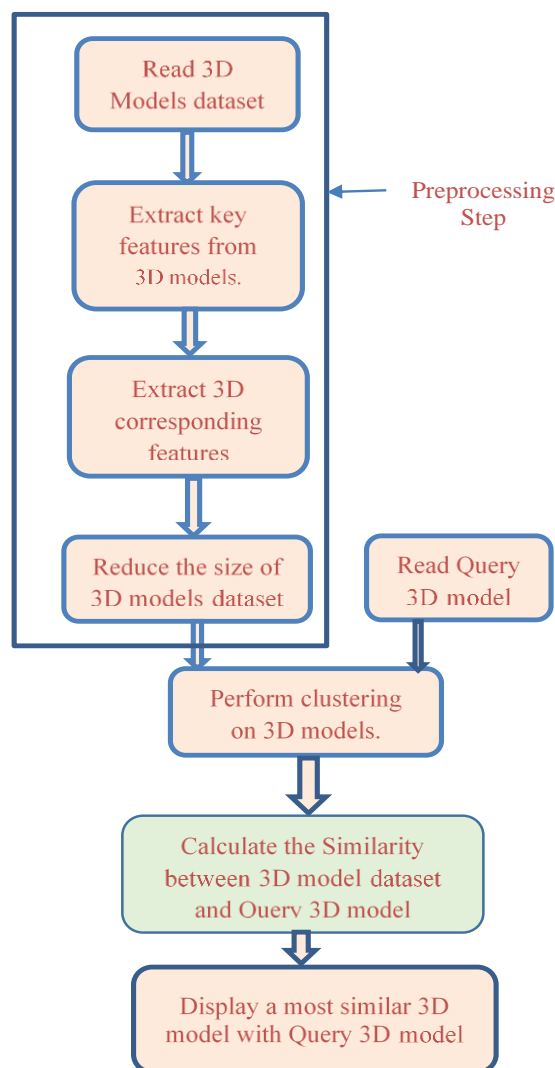 Read 3D
Models dataset
Extract key
features from
3D models.
Preprocessing
Step
Extract 3D
corresponding
features
Reduce the size of
3D models dataset
Read Query
3D model
Perform clustering
on 3D models.
Calculate the Similarity
between 3D model dataset
and Query 3D model
Display a most similar 3D
model with Query 3D model